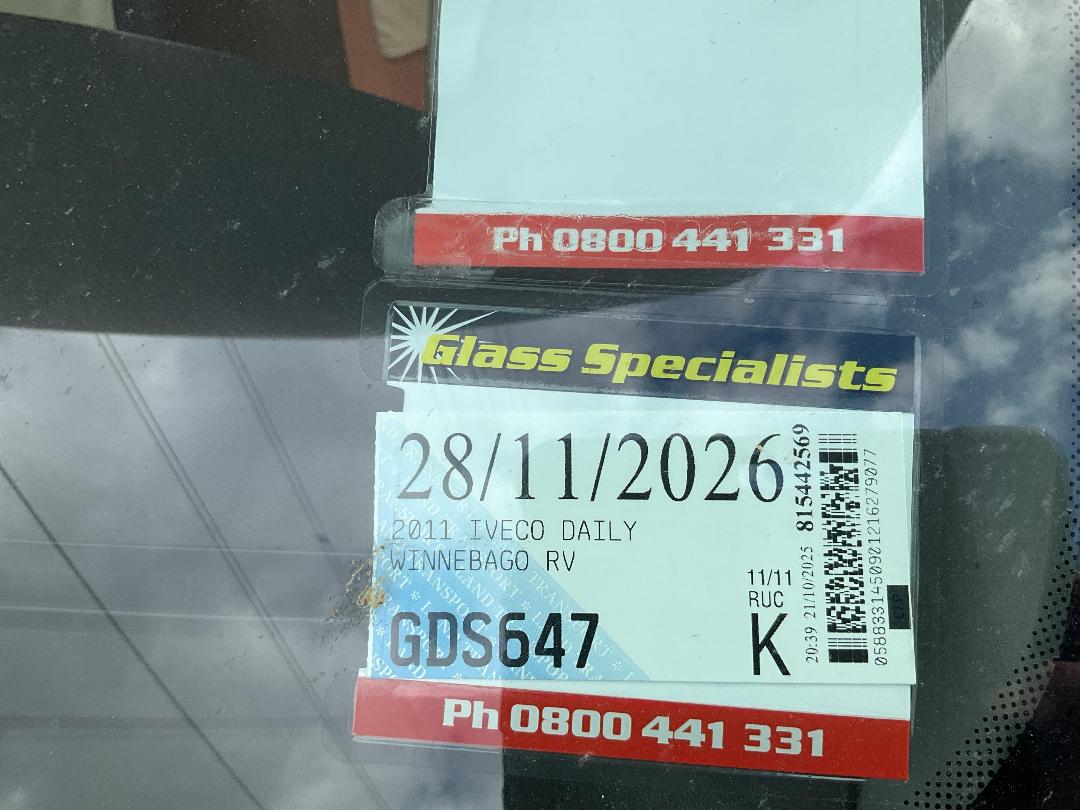 Ph 0800 441 331
Glass Specialists
28/11/2026
2011 IVECO DAILY
WINNEBAGO RV
11/11
RUC
GDS647
K
815442569
20:39 21/10/2025
0588331450901216279077
Ph 0800 441 331